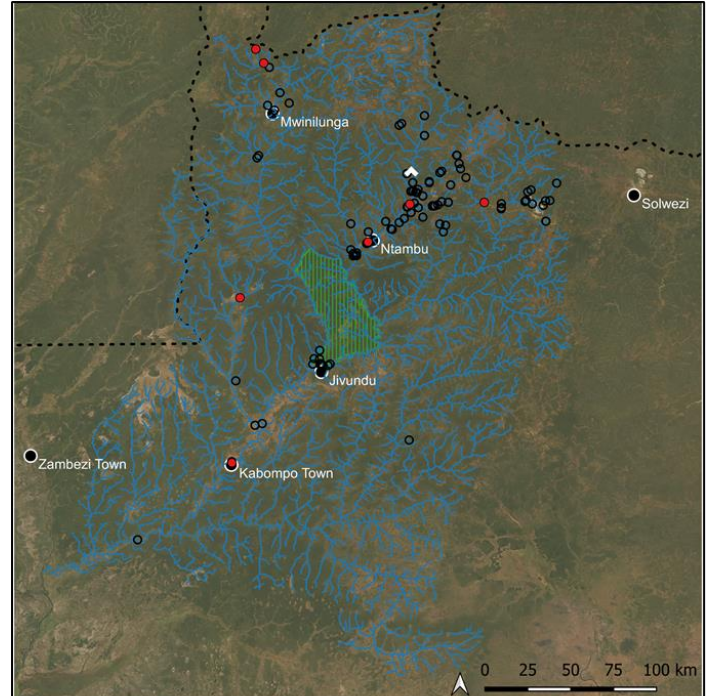 Mwinilunga
Solwezi
Ntambu
Jivundu
Zambezi Town
Kabompo Town
0 25 50 75 100 km